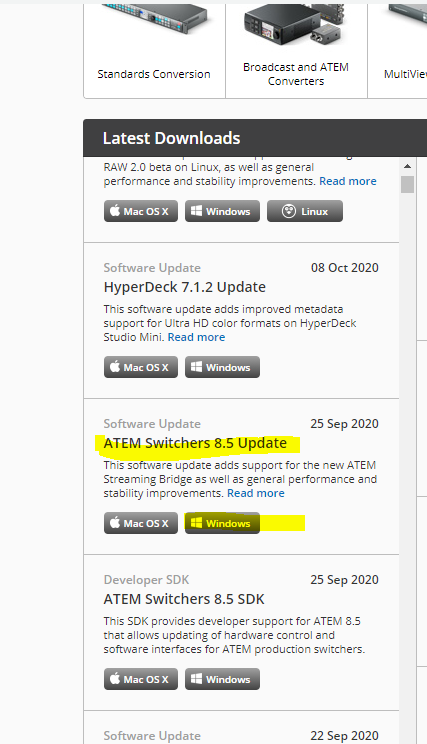 Standards Conversion
Broadcast and ATEM
Converters
Latest Downloads
RAW 2.0 beta on Linux, as well as general
performance and stability improvements. Read more
Mac OS X
Windows
Linux
Software Update
08 Oct 2020
HyperDeck 7.1.2 Update
This software update adds improved metadata
support for Ultra HD color formats on HyperDeck
Studio Mini. Read more
Mac OS X
Windows
Software Update
25 Sep 2020
ATEM Switchers 8.5 Update
This software update adds support for the new ATEM
Streaming Bridge as well as general performance and
stability improvements. Read more
Mac OS X
Windows
Developer SDK
25 Sep 2020
ATEM Switchers 8.5 SDK
This SDK provides developer support for ATEM 8.5
that allows updating of hardware control and
software interfaces for ATEM production switchers.
Mac OS X
Windows
Software Update
22 Sep 2020